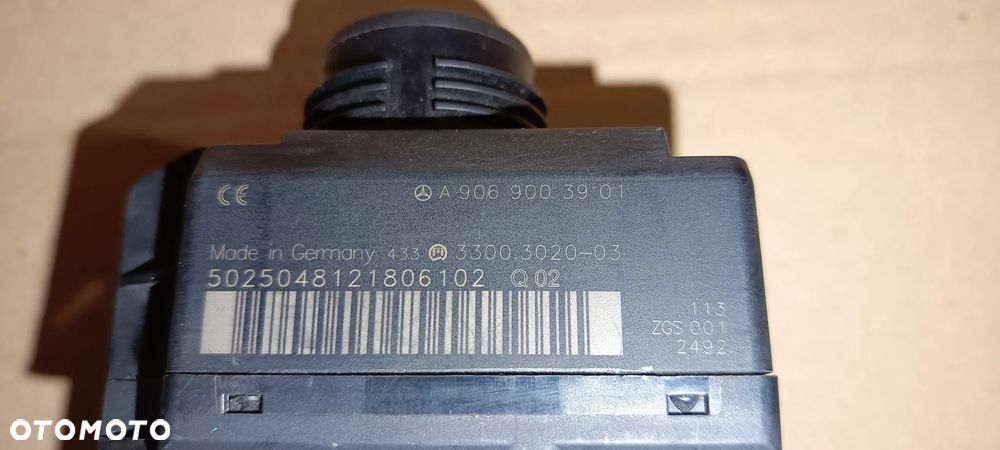 CE A 906 900 39 01
Made in Germany 433 3300.3020-03
5025048121806102 Q 02
113
ZGS 001
2492
OTOMOTO